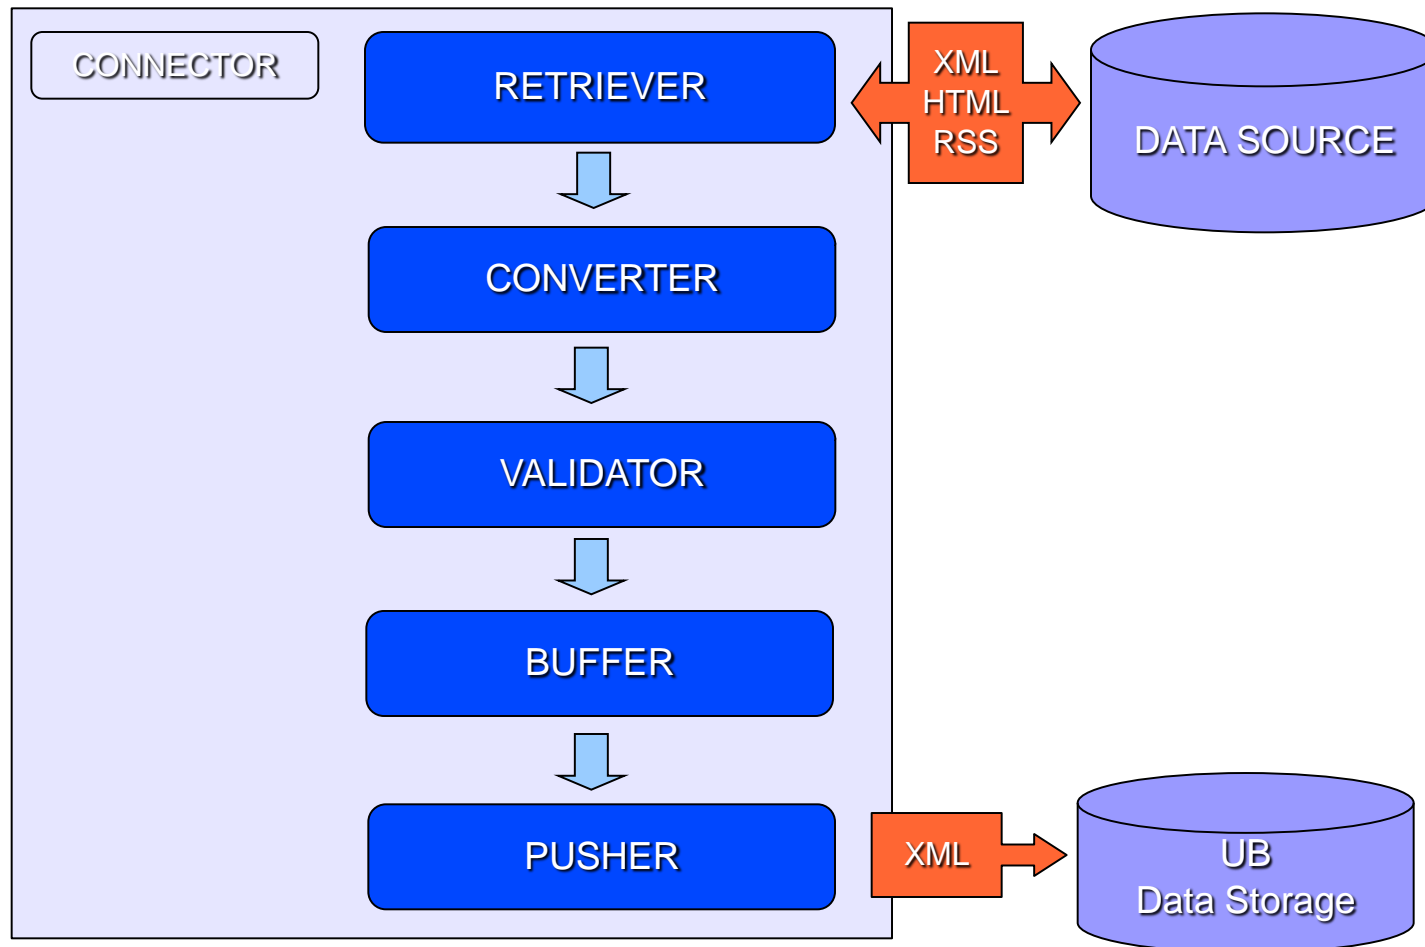 CONNECTOR
RETRIEVER
XML
HTML
RSS
DATA SOURCE
CONVERTER
VALIDATOR
BUFFER
PUSHER
XML
UB
Data Storage